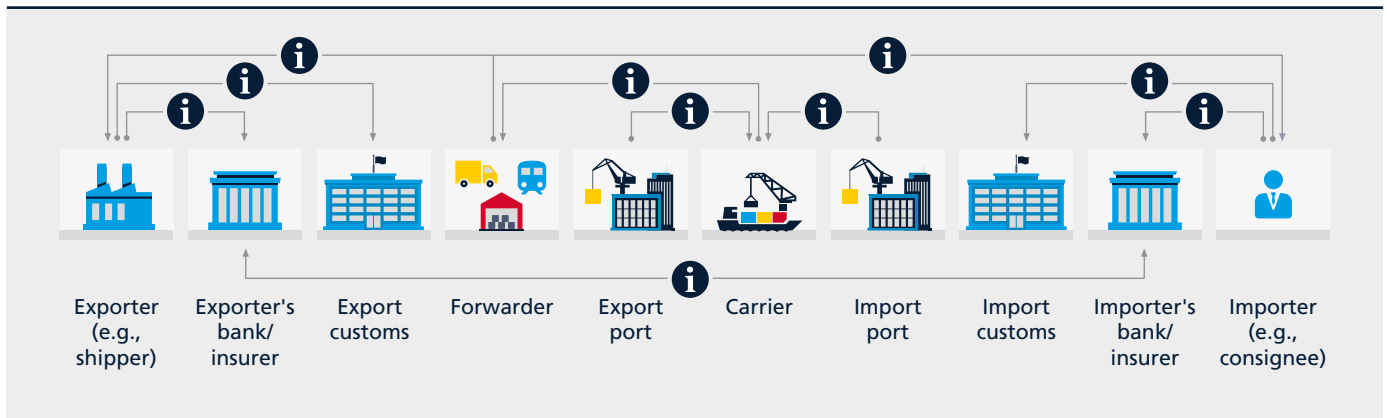 i
i
i
i
i
i
i
i
i
i
Exporter
(e.g.,
shipper)
Exporter's
bank/
insurer
Export
customs
Forwarder
Export
port
Carrier
Import
port
Import
customs
Importer's
bank/
insurer
Importer
(e.g.,
consignee)